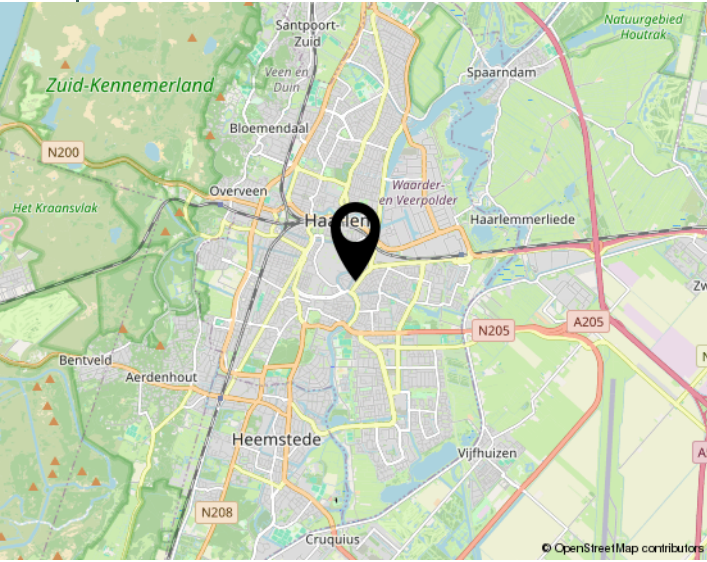 Santpoort-
Zuid
Natuurgebied
Houtrak
Zuid-Kennemerland
Veen en
Duin
Spaarndam
Bloemendaal
N200
Overveen
Waarder-
en Veerpolder
Het Kraansvlak
Haarlemmerliede
N205
A205
Bentveld
Aerdenhout
Heemstede
Vijfhuizen
N208
Cruquius
© OpenStreetMap contributors